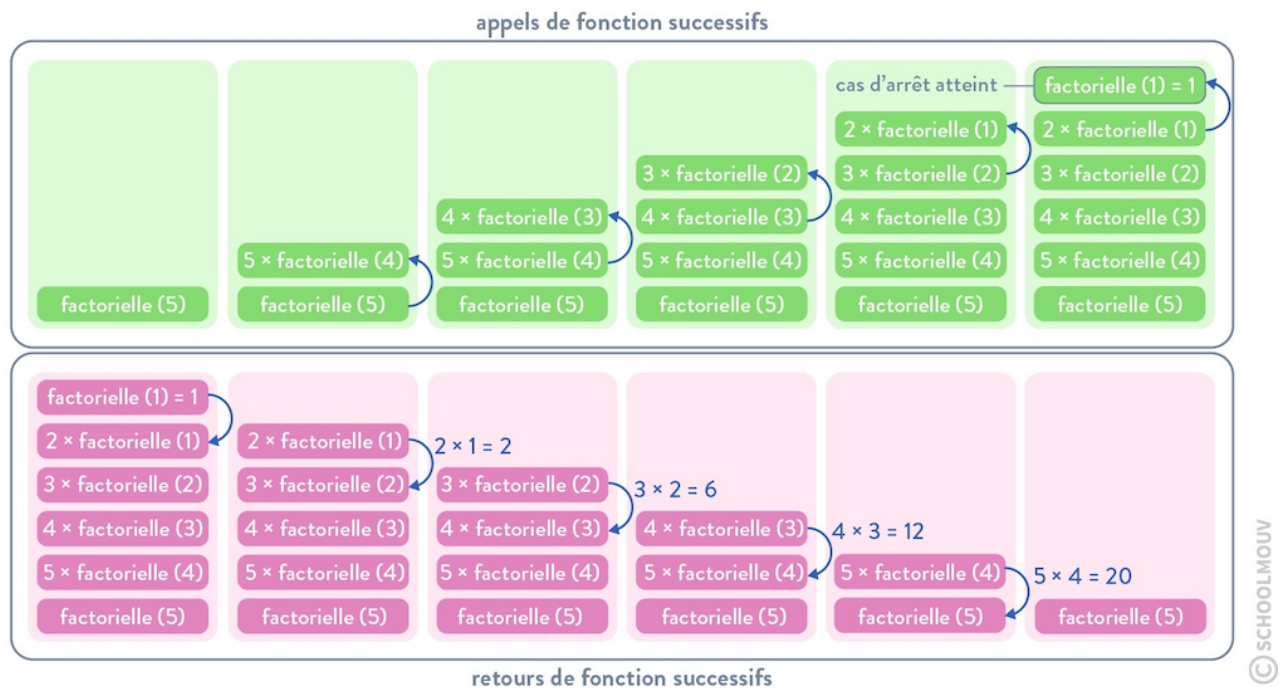 appels de fonction successifs
cas d'arrêt atteint
factorielle (1) = 1
2 × factorielle (1)
2 × factorielle (1)
3 × factorielle (2)
3 × factorielle (2)
3 × factorielle (2)
4 × factorielle (3)
4 × factorielle (3)
4 × factorielle (3)
4 × factorielle (3)
5 × factorielle (4)
5 × factorielle (4)
5 × factorielle (4)
5 × factorielle (4)
5 × factorielle (4)
factorielle (5)
factorielle (5)
factorielle (5)
factorielle (5)
factorielle (5)
factorielle (5)
factorielle (1) = 1
2 × factorielle (1)
2 × factorielle (1)
2 × 1 = 2
3 × factorielle (2)
3 × factorielle (2)
3 × factorielle (2)
3 × 2 = 6
4 × factorielle (3)
4 × factorielle (3)
4 × factorielle (3)
4 × factorielle (3)
4 × 3 = 12
5 × factorielle (4)
5 × factorielle (4)
5 × factorielle (4)
5 × factorielle (4)
5 × factorielle (4)
5 × 4 = 20
factorielle (5)
factorielle (5)
factorielle (5)
factorielle (5)
factorielle (5)
factorielle (5)
retours de fonction successifs
© SCHOOLMOUV